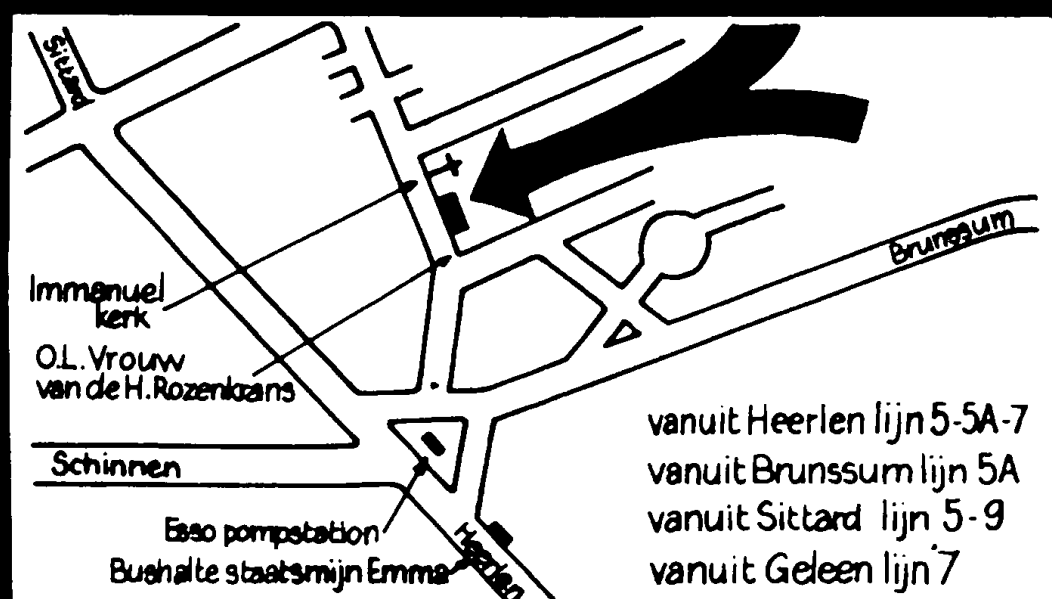 Sittard
Brunssum
Immanuel
kerk
O.L. Vrouw
van de H. Rozenkrans
Schinnen
Esso pompstation
Bushalte staatsmijn Emma
Heerlen
vanuit Heerlen lijn 5-5A-7
vanuit Brunssum lijn 5A
vanuit Sittard lijn 5-9
vanuit Geleen lijn 7